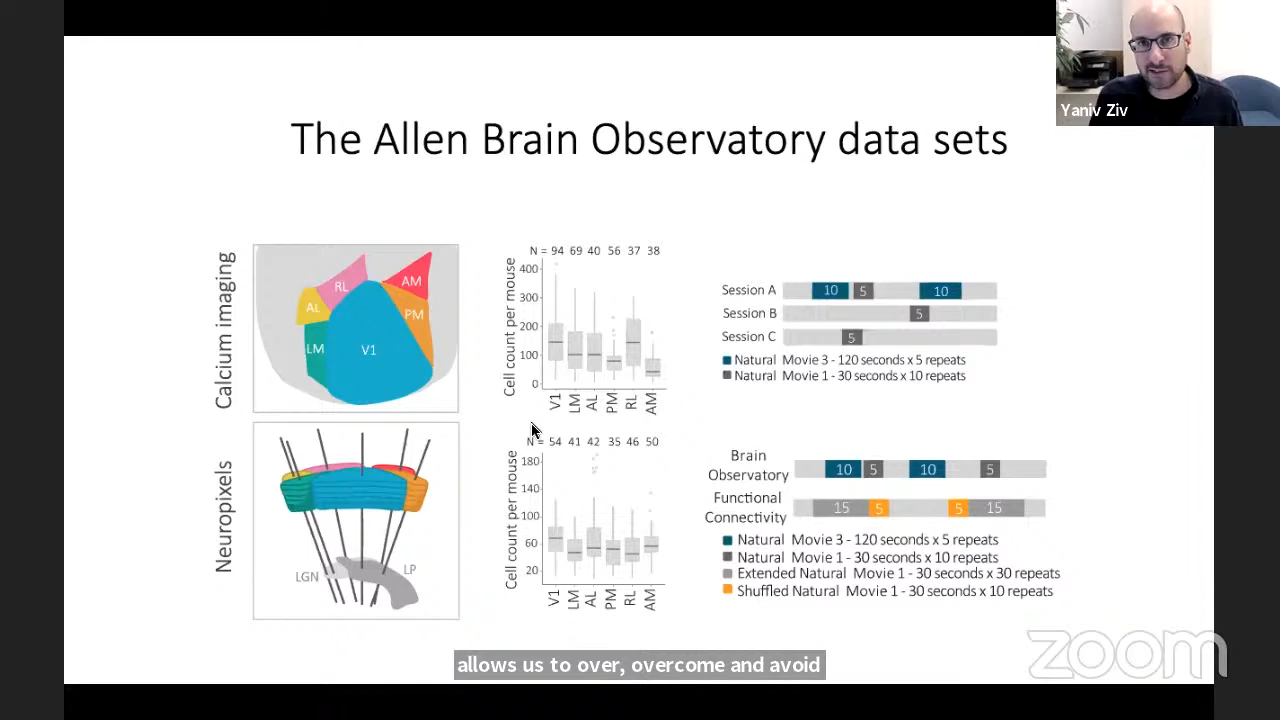 Yaniv Ziv
The Allen Brain Observatory data sets
Calcium imaging
RL
AM
AL
PM
LM
V1
N = 94 69 40 56 37 38
Cell count per mouse
400
300
200
100
0
V1 LM AL PM RL AM
Session A
10 5 10
Session B
5
Session C
5
Natural Movie 3 - 120 seconds x 5 repeats
Natural Movie 1 - 30 seconds x 10 repeats
Neuropixels
LGN
LP
N = 54 41 42 35 46 50
Cell count per mouse
180
140
100
60
20
V1 LM AL PM RL AM
Brain
Observatory
10 5 10 5
Functional
Connectivity
15 5 5 15
Natural Movie 3 - 120 seconds x 5 repeats
Natural Movie 1 - 30 seconds x 10 repeats
Extended Natural Movie 1 - 30 seconds x 30 repeats
Shuffled Natural Movie 1 - 30 seconds x 10 repeats
zoom
allows us to over, overcome and avoid